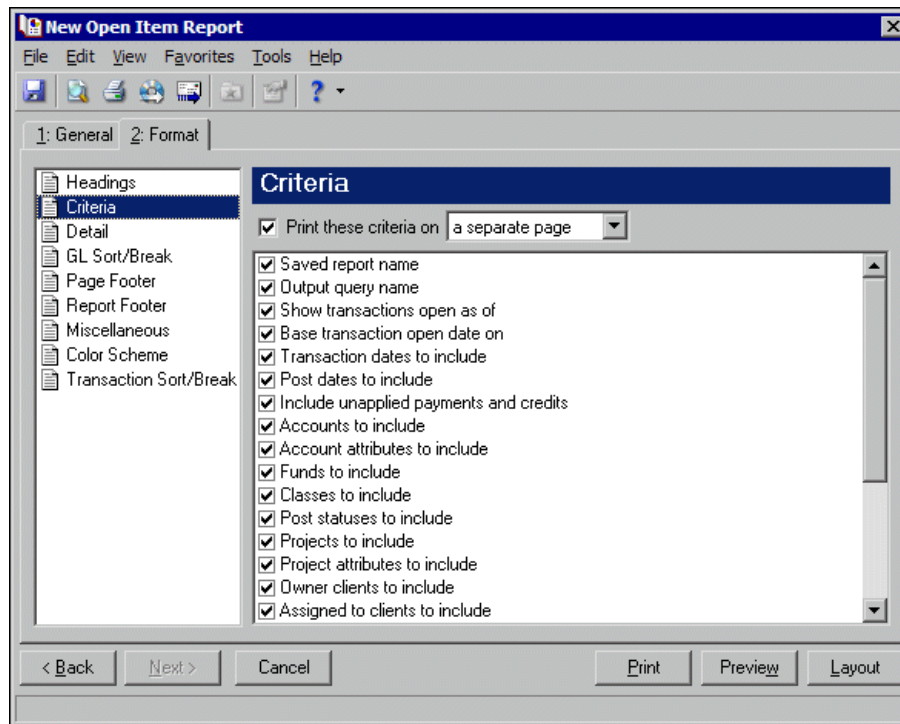 New Open Item Report
File Edit View Favorites Tools Help
1: General 2: Format
Headings
Criteria
Detail
GL Sort/Break
Page Footer
Report Footer
Miscellaneous
Color Scheme
Transaction Sort/Break
Criteria
Print these criteria on a separate page
Saved report name
Output query name
Show transactions open as of
Base transaction open date on
Transaction dates to include
Post dates to include
Include unapplied payments and credits
Accounts to include
Account attributes to include
Funds to include
Classes to include
Post statuses to include
Projects to include
Project attributes to include
Owner clients to include
Assigned to clients to include
< Back Next > Cancel Print Preview Layout